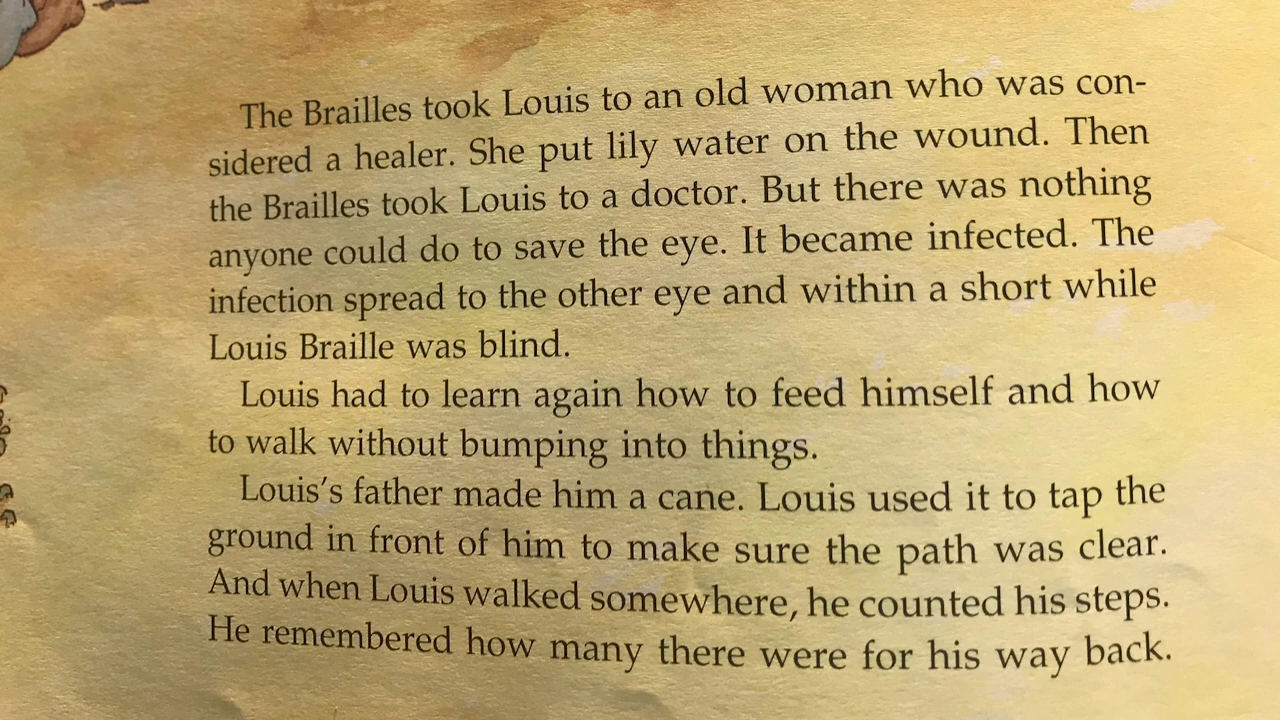 The Brailles took Louis to an old woman who was con-
sidered a healer. She put lily water on the wound. Then
the Brailles took Louis to a doctor. But there was nothing
anyone could do to save the eye. It became infected. The
infection spread to the other eye and within a short while
Louis Braille was blind.
Louis had to learn again how to feed himself and how
to walk without bumping into things.
Louis's father made him a cane. Louis used it to tap the
ground in front of him to make sure the path was clear.
And when Louis walked somewhere, he counted his steps.
He remembered how many there were for his way back.